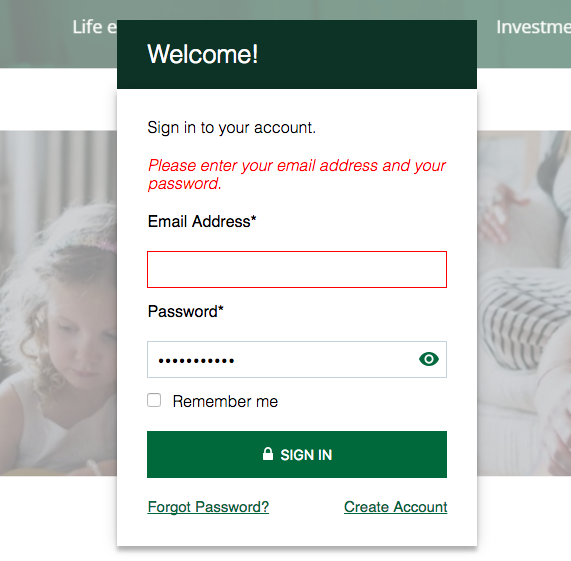 Life e
Investme
Welcome!
Sign in to your account.
Please enter your email address and your
password.
Email Address*
Password*
•••••••••••
Remember me
SIGN IN
Forgot Password?
Create Account